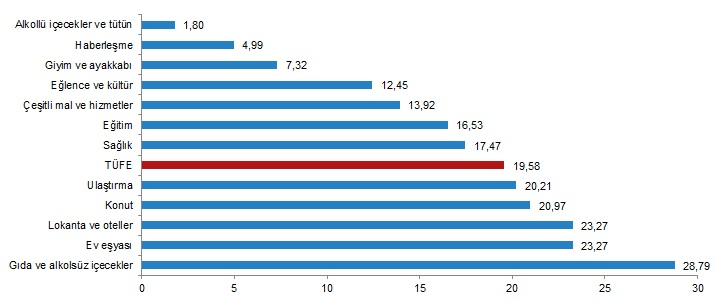 Alkollü içecekler ve tütün 1,80
Haberleşme 4,99
Giyim ve ayakkabı 7,32
Eğlence ve kültür 12,45
Çeşitli mal ve hizmetler 13,92
Eğitim 16,53
Sağlık 17,47
TÜFE 19,58
Ulaştırma 20,21
Konut 20,97
Lokanta ve oteller 23,27
Ev eşyası 23,27
Gıda ve alkolsüz içecekler 28,79
0 5 10 15 20 25 30